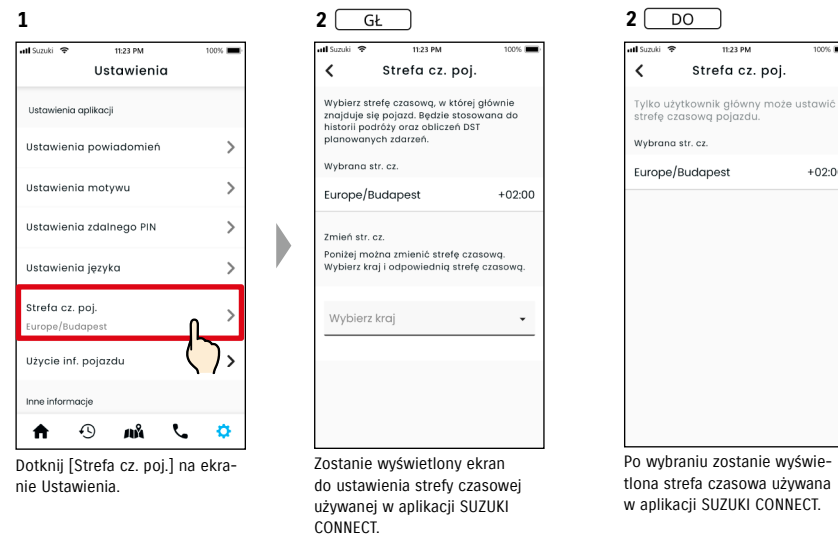 1
Suzuki 11:23 PM 100%
Ustawienia
Ustawienia aplikacji
Ustawienia powiadomień
Ustawienia motywu
Ustawienia zdalnego PIN
Ustawienia języka
Strefa cz. poj.
Europe/Budapest
Użycie inf. pojazdu
Inne informacje
Dotknij [Strefa cz. poj.] na ekra-
nie Ustawienia.
2 GŁ
Suzuki 11:23 PM 100%
Strefa cz. poj.
Wybierz strefę czasową, w której głównie
znajduje się pojazd. Będzie stosowana do
historii podróży oraz obliczeń DST
planowanych zdarzeń.
Wybrana str. cz.
Europe/Budapest +02:00
Zmień str. cz.
Poniżej można zmienić strefę czasową.
Wybierz kraj i odpowiednią strefę czasową.
Wybierz kraj
Zostanie wyświetlony ekran
do ustawienia strefy czasowej
używanej w aplikacji SUZUKI
CONNECT.
2 DO
Suzuki 11:23 PM 100%
Strefa cz. poj.
Tylko użytkownik główny może ustawić
strefę czasową pojazdu.
Wybrana str. cz.
Europe/Budapest +02:0
Po wybraniu zostanie wyświe-
tlona strefa czasowa używana
w aplikacji SUZUKI CONNECT.